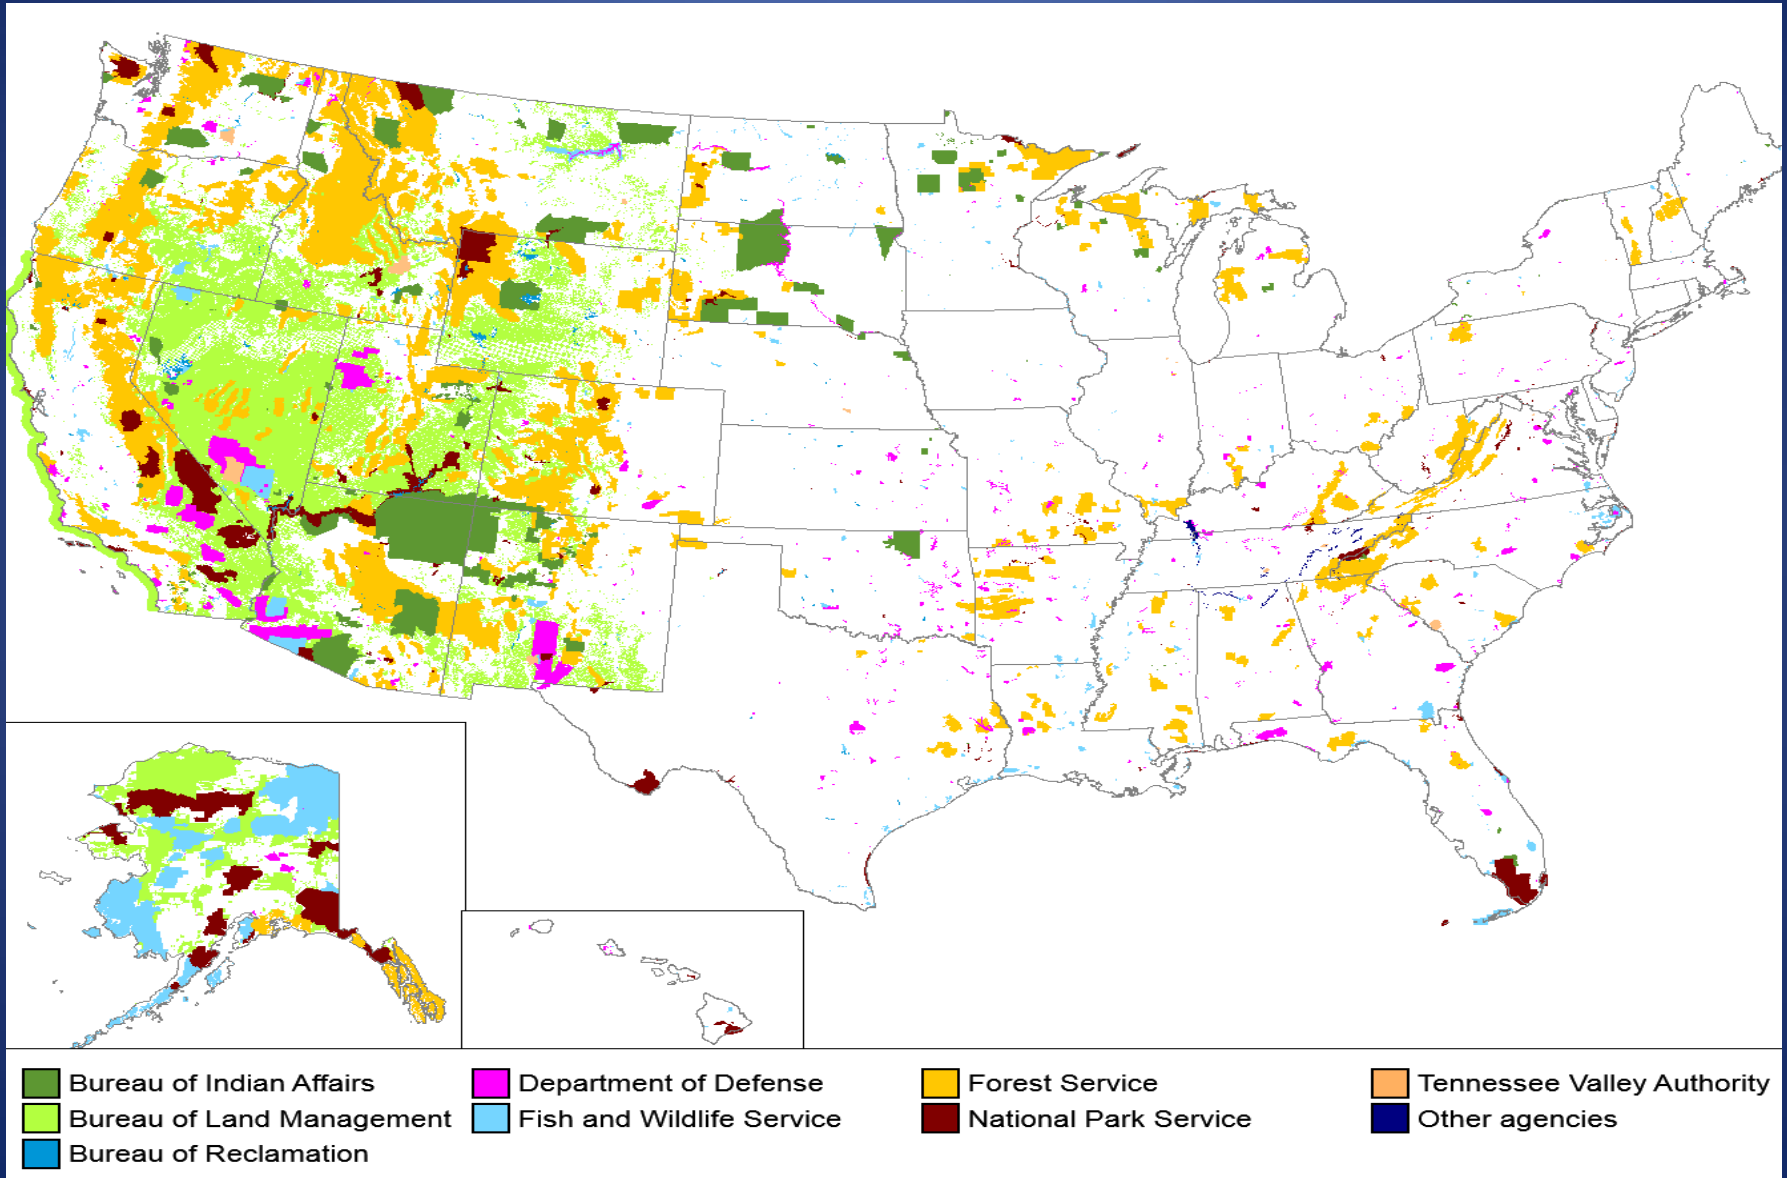 Bureau of Indian Affairs
Bureau of Land Management
Bureau of Reclamation
Department of Defense
Fish and Wildlife Service
Forest Service
National Park Service
Tennessee Valley Authority
Other agencies